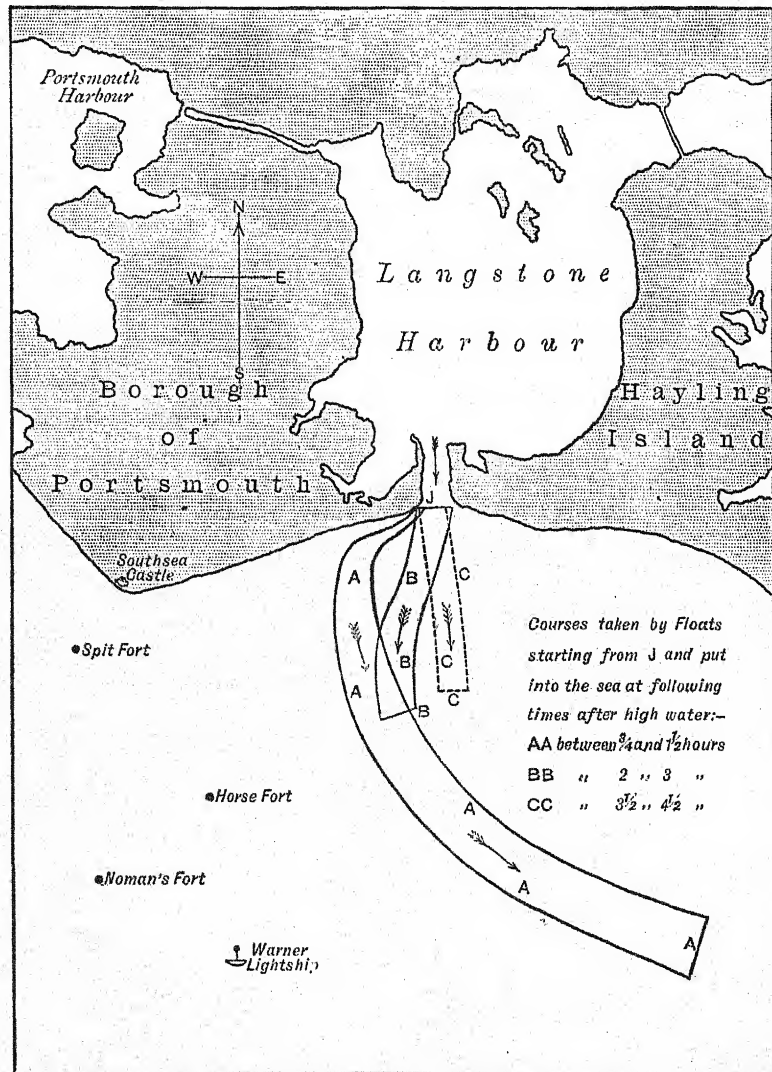 Portsmouth
Harbour
N
W E
S
Langstone
Harbour
Borough
of
Portsmouth
Hayling
Island
J
Southsea
Castle
A
B
C
Spit Fort
A
B
C
B
C
Courses taken by Floats
starting from J and put
into the sea at following
times after high water:-
AA between ¾ and 1½ hours
BB „ 2 „ 3 „
CC „ 3½ „ 4½ „
Horse Fort
A
Noman's Fort
A
A
Warner
Lightship